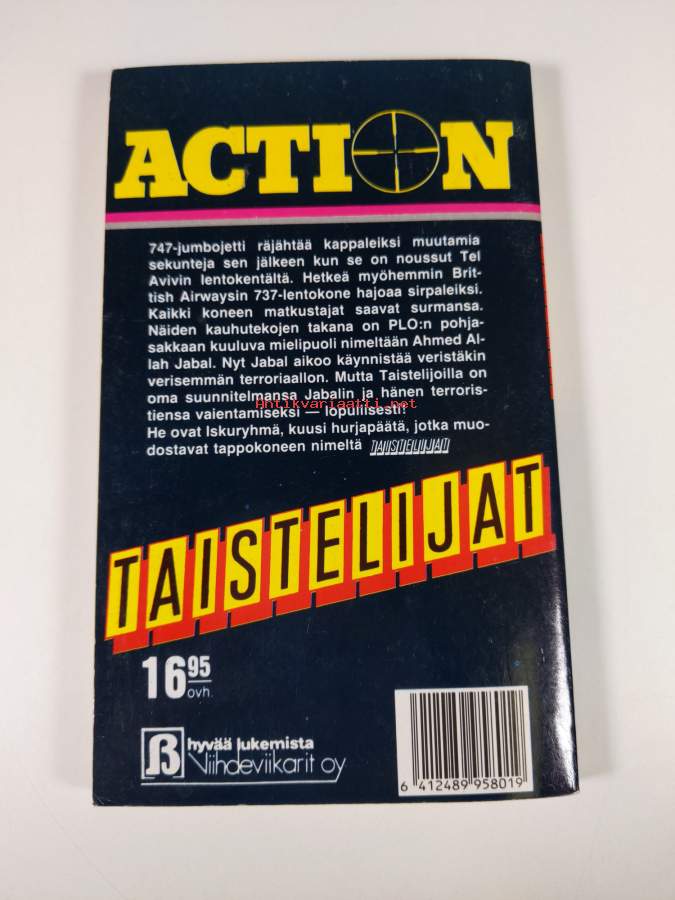 ACTION
747-jumbojetti räjähtää kappaleiksi muutamia
sekunteja sen jälkeen kun se on noussut Tel
Avivin lentokentältä. Hetkeä myöhemmin Brit-
tish Airwaysin 737-lentokone hajoaa sirpaleiksi.
Kaikki koneen matkustajat saavat surmansa.
Näiden kauhutekojen takana on PLO:n pohja-
sakkaan kuuluva mielipuoli nimeltään Ahmed Al-
lah Jabal. Nyt Jabal aikoo käynnistää veristäkin
verisemmän terroriaallon. Mutta Taistelijoilla on
oma suunnitelmansa Jabalin ja hänen terroris-
tiensa vaientamiseksi — lopullisesti!
Antikvariaatti.net
He ovat Iskuryhmä, kuusi hurjapäätä, jotka muo-
dostavat tappokoneen nimeltä TAISTELIJAT
TAISTELIJAT
16 95
ovh.
hyvää lukemista
Viihdeviikarit oy
6 412489 958019